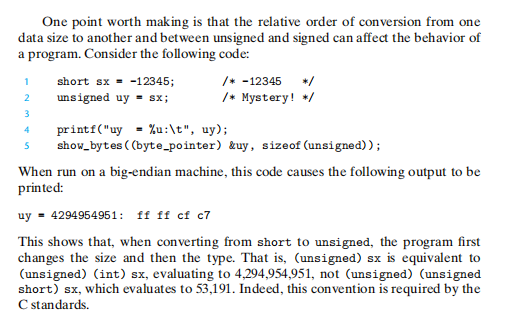 One point worth making is that the relative order of conversion from one
data size to another and between unsigned and signed can affect the behavior of
a program. Consider the following code:
1 short sx = -12345; /* -12345 */
2 unsigned uy = sx; /* Mystery! */
3
4 printf("uy = %u:\t", uy);
5 show_bytes((byte_pointer) &uy, sizeof(unsigned));
When run on a big-endian machine, this code causes the following output to be
printed:
uy = 4294954951: ff ff cf c7
This shows that, when converting from short to unsigned, the program first
changes the size and then the type. That is, (unsigned) sx is equivalent to
(unsigned) (int) sx, evaluating to 4,294,954,951, not (unsigned) (unsigned
short) sx, which evaluates to 53,191. Indeed, this convention is required by the
C standards.